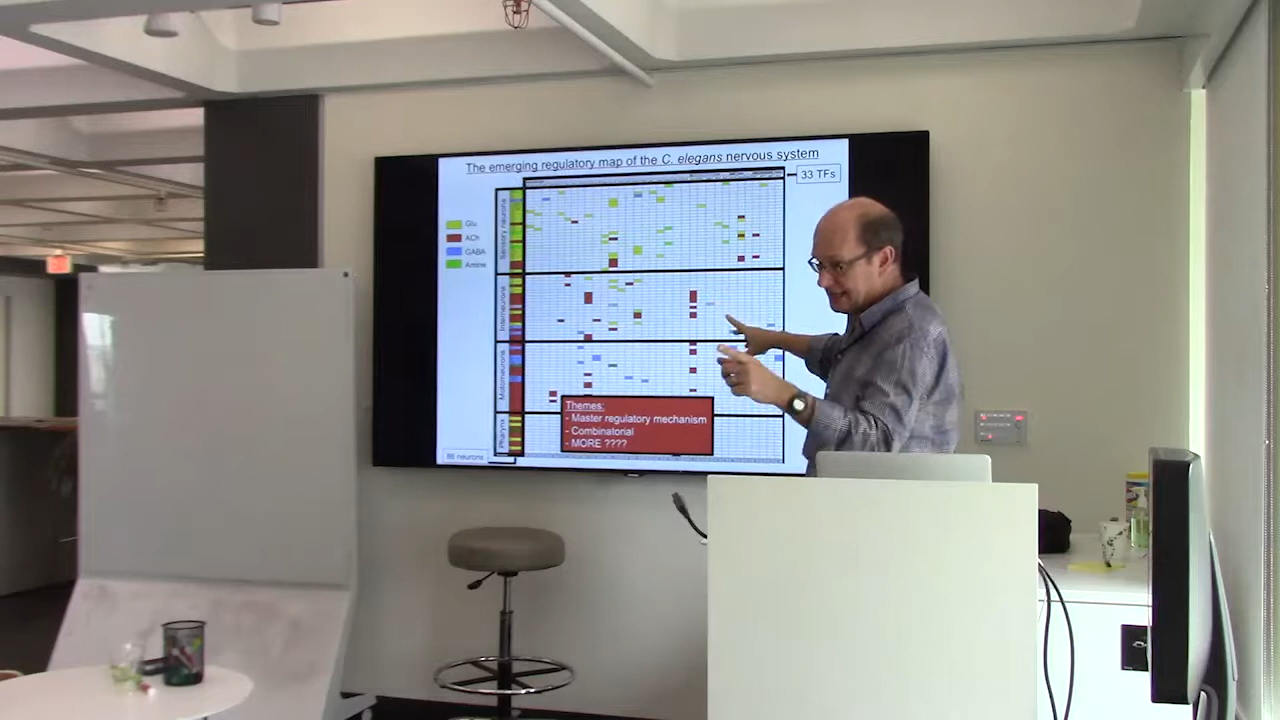 The emerging regulatory map of the C. elegans nervous system
33 TFs
Glu
ACh
GABA
Amine
Sensory neurons
Interneurons
Motorneurons
Pharynx
Themes:
- Master regulatory mechanism
- Combinatorial
- MORE ????
86 neurons